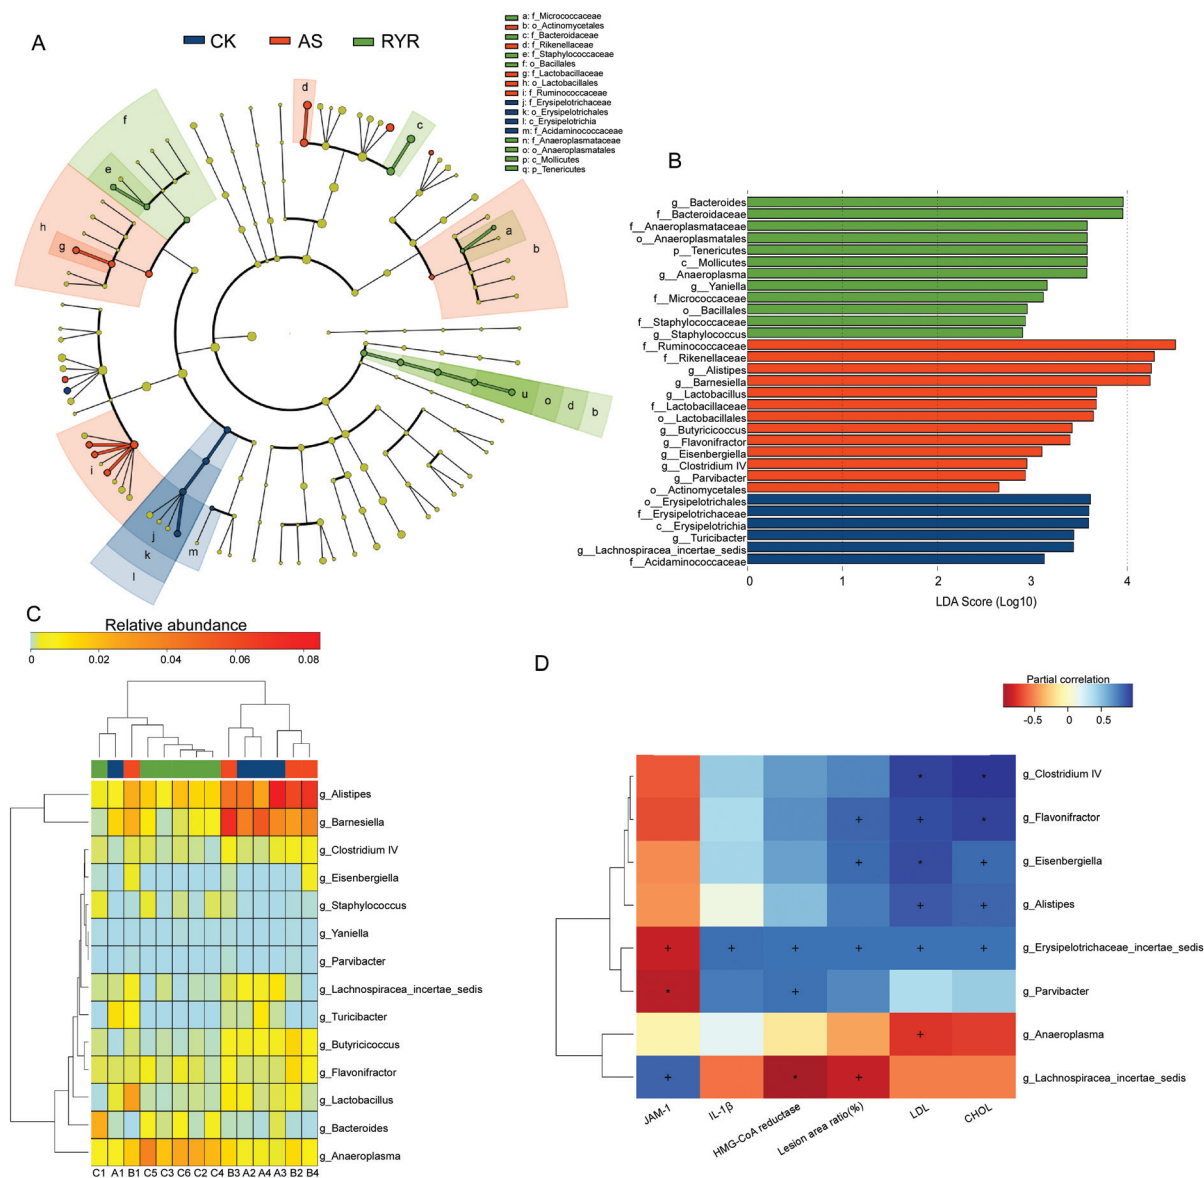 A
CK
AS
RYR
a: f_Micrococcaceae
b: o_Actinomycetales
c: f_Bacteroidaceae
d: f_Rikenellaceae
e: f_Staphylococcaceae
f: o_Bacillales
g: f_Lactobacillaceae
h: o_Lactobacillales
i: f_Ruminococcaceae
j: f_Erysipelotrichaceae
k: o_Erysipelotrichales
l: c_Erysipelotrichia
m: f_Acidaminococcaceae
n: f_Anaeroplasmataceae
o: o_Anaeroplasmatales
p: c_Mollicutes
q: p_Tenericutes
d
c
f
e
h
g
a
b
u
o
d
b
i
j
k
l
m
B
g__Bacteroides
f__Bacteroidaceae
f__Anaeroplasmataceae
o__Anaeroplasmatales
p__Tenericutes
c__Mollicutes
g__Anaeroplasma
g__Yaniella
f__Micrococcaceae
o__Bacillales
f__Staphylococcaceae
g__Staphylococcus
f__Ruminococcaceae
f__Rikenellaceae
g__Alistipes
g__Barnesiella
g__Lactobacillus
f__Lactobacillaceae
o__Lactobacillales
g__Butyricicoccus
g__Flavonifractor
g__Eisenbergiella
g__Clostridium IV
g__Parvibacter
o__Actinomycetales
o__Erysipelotrichales
f__Erysipelotrichaceae
c__Erysipelotrichia
g__Turicibacter
g__Lachnospiracea_incertae_sedis
f__Acidaminococcaceae
0 1 2 3 4
LDA Score (Log10)
C
Relative abundance
0 0.02 0.04 0.06 0.08
g_Alistipes
g_Barnesiella
g_Clostridium IV
g_Eisenbergiella
g_Staphylococcus
g_Yaniella
g_Parvibacter
g_Lachnospiracea_incertae_sedis
g_Turicibacter
g_Butyricicoccus
g_Flavonifractor
g_Lactobacillus
g_Bacteroides
g_Anaeroplasma
C1 A1 B1 C5 C3 C6 C2 C4 B3 A2 A4 A3 B2 B4
D
Partial correlation
-0.5 0 0.5
* * g_Clostridium IV
+ + * g_Flavonifractor
+ * + g_Eisenbergiella
+ + g_Alistipes
+ + + + + + g_Erysipelotrichaceae_incertae_sedis
* + g_Parvibacter
+ g_Anaeroplasma
+ * + g_Lachnospiracea_incertae_sedis
JAM-1
IL-1β
HMG-CoA reductase
Lesion area ratio(%)
LDL
CHOL